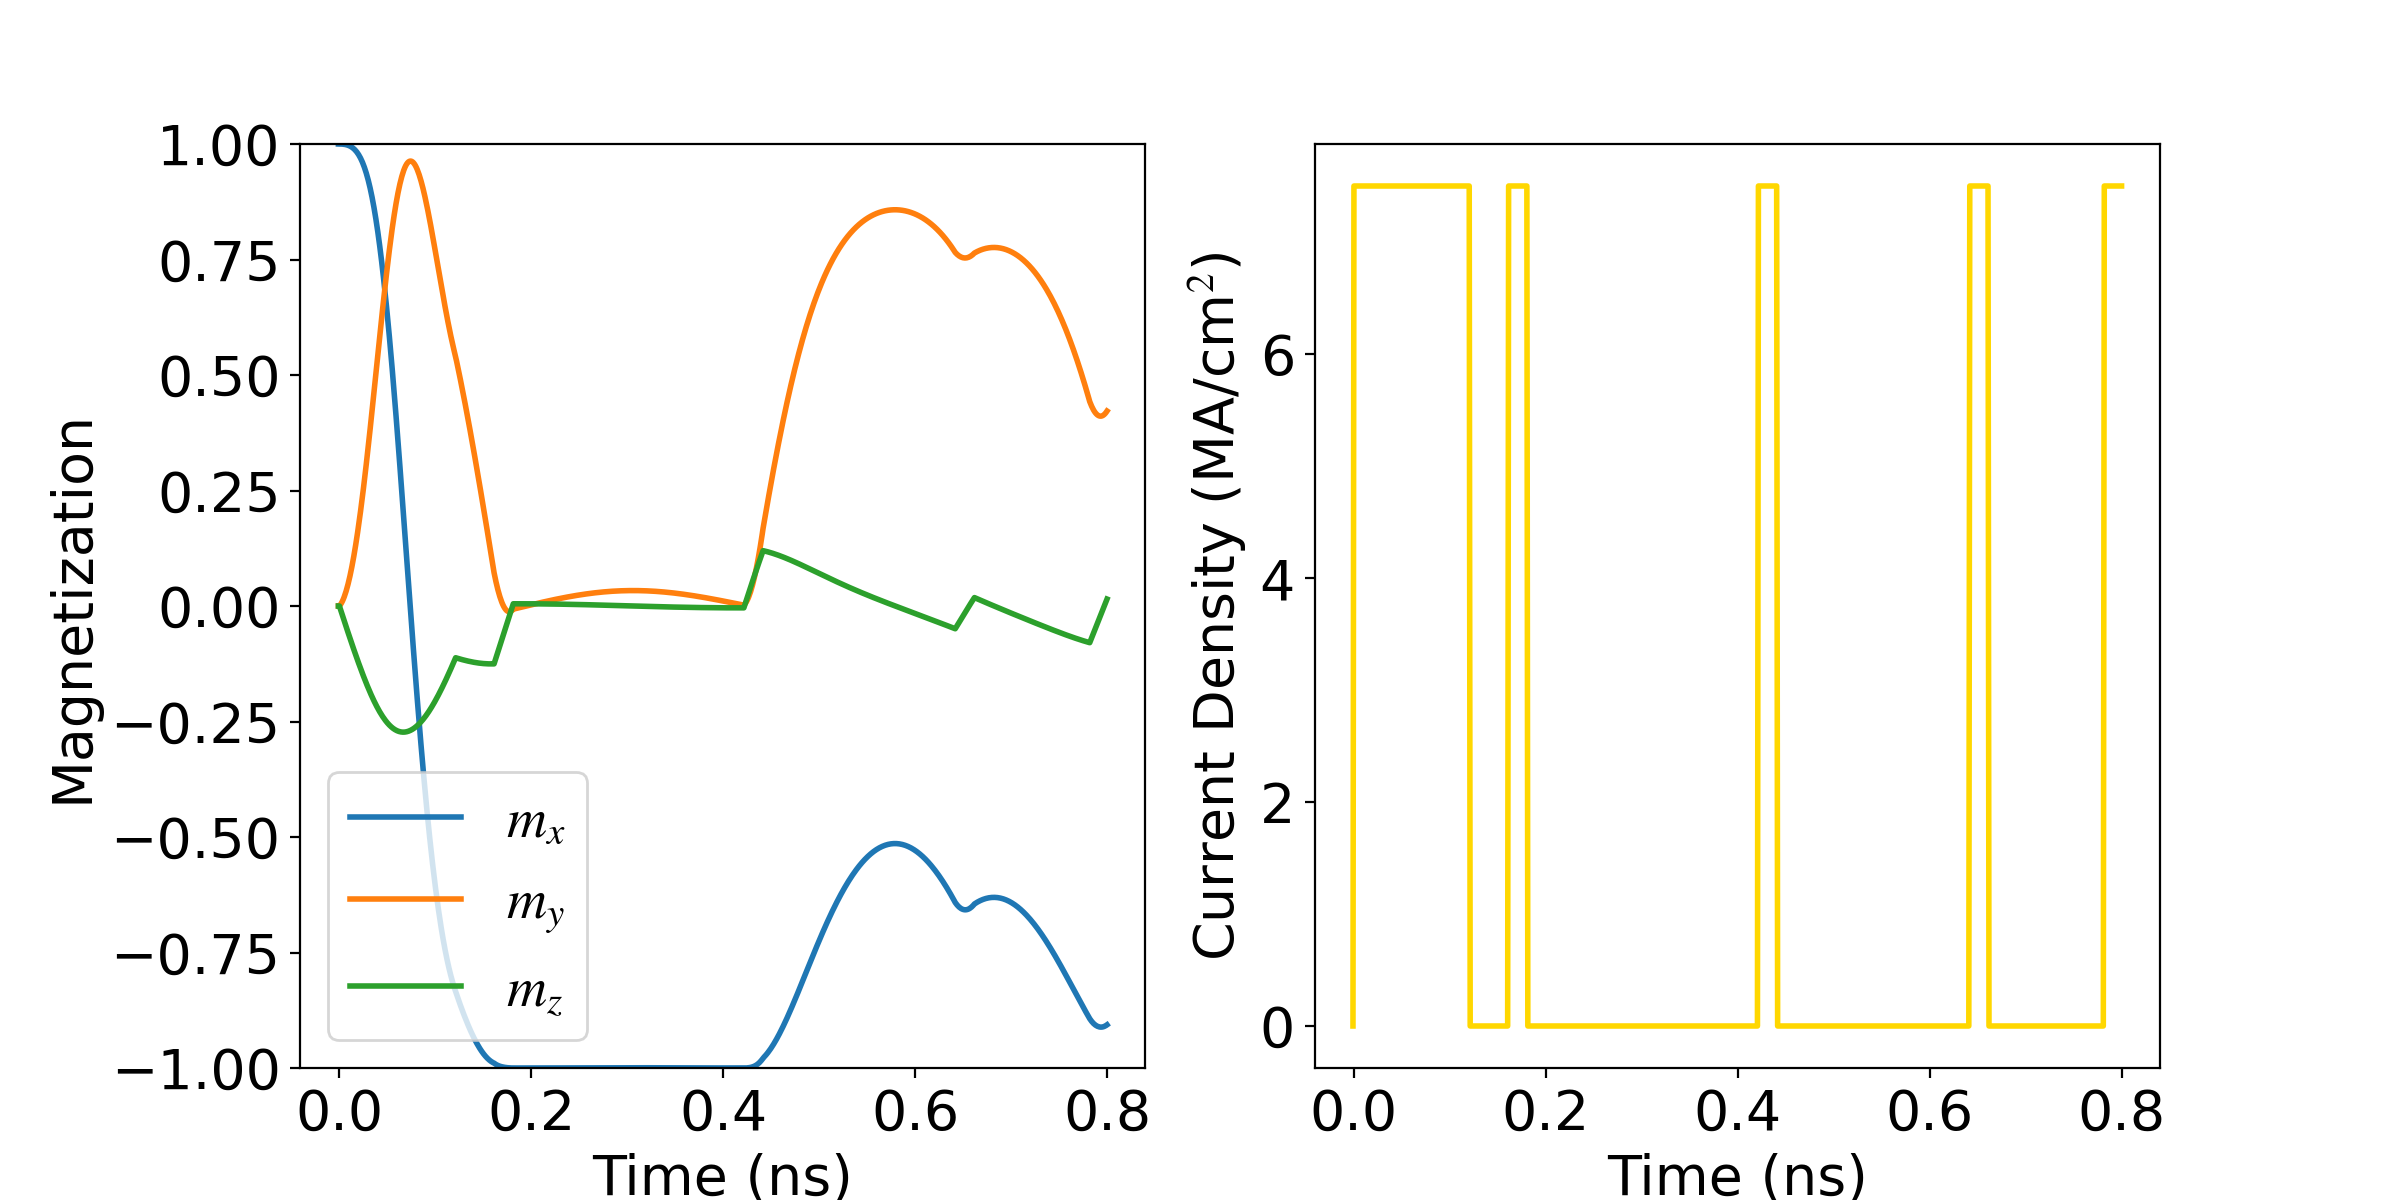 1.00
0.75
0.50
0.25
0.00
−0.25
−0.50
−0.75
−1.00
Magnetization
0.0 0.2 0.4 0.6 0.8
Time (ns)
m_x
m_y
m_z
6
4
2
0
Current Density (MA/cm²)
0.0 0.2 0.4 0.6 0.8
Time (ns)